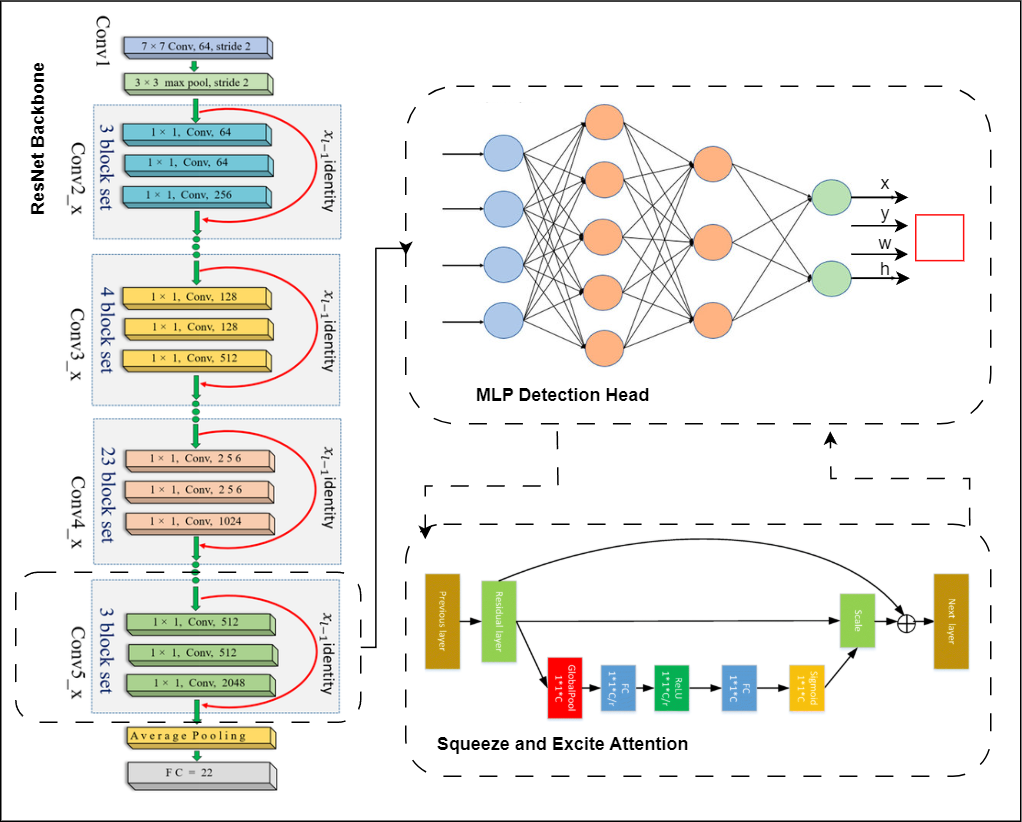 ResNet Backbone
Conv1
7 × 7 Conv, 64, stride 2
3 × 3 max pool, stride 2
Conv2_x
3 block set
1 × 1, Conv, 64
1 × 1, Conv, 64
1 × 1, Conv, 256
x_{l−1} identity
Conv3_x
4 block set
1 × 1, Conv, 128
1 × 1, Conv, 128
1 × 1, Conv, 512
x_{l−1} identity
Conv4_x
23 block set
1 × 1, Conv, 2 5 6
1 × 1, Conv, 2 5 6
1 × 1, Conv, 1024
x_{l−1} identity
Conv5_x
3 block set
1 × 1, Conv, 512
1 × 1, Conv, 512
1 × 1, Conv, 2048
x_{l−1} identity
Average Pooling
F C = 22
x
y
w
h
MLP Detection Head
Previous layer
Residual layer
GlobalPool
1*1*C
FC
1*1*C/r
ReLU
1*1*C/r
FC
1*1*C
Sigmoid
1*1*C
Scale
Next layer
Squeeze and Excite Attention